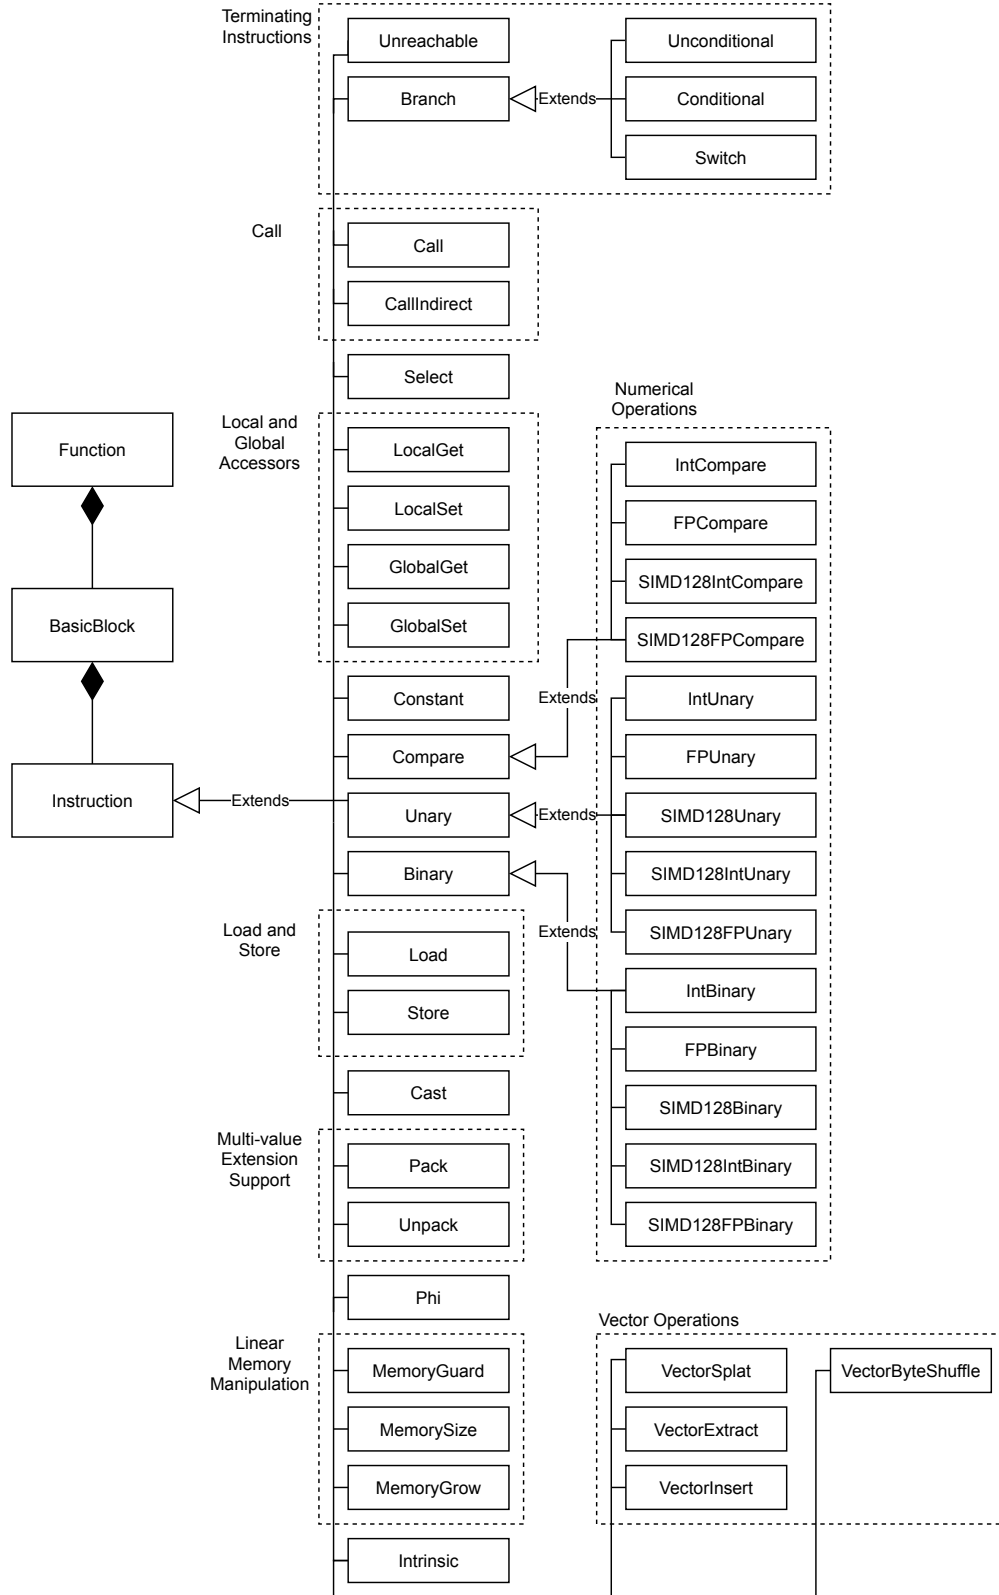 Terminating
Instructions
Unreachable
Unconditional
Branch
Extends
Conditional
Switch
Call
Call
CallIndirect
Select
Numerical
Operations
Local and
Global
Accessors
Function
LocalGet
IntCompare
LocalSet
FPCompare
GlobalGet
SIMD128IntCompare
BasicBlock
GlobalSet
SIMD128FPCompare
Constant
Extends
IntUnary
Compare
FPUnary
Instruction
Extends
Unary
Extends
SIMD128Unary
Binary
SIMD128IntUnary
Load and
Store
Extends
SIMD128FPUnary
Load
IntBinary
Store
FPBinary
Cast
SIMD128Binary
Multi-value
Extension
Support
Pack
SIMD128IntBinary
Unpack
SIMD128FPBinary
Phi
Vector Operations
Linear
Memory
Manipulation
MemoryGuard
VectorSplat
VectorByteShuffle
MemorySize
VectorExtract
MemoryGrow
VectorInsert
Intrinsic